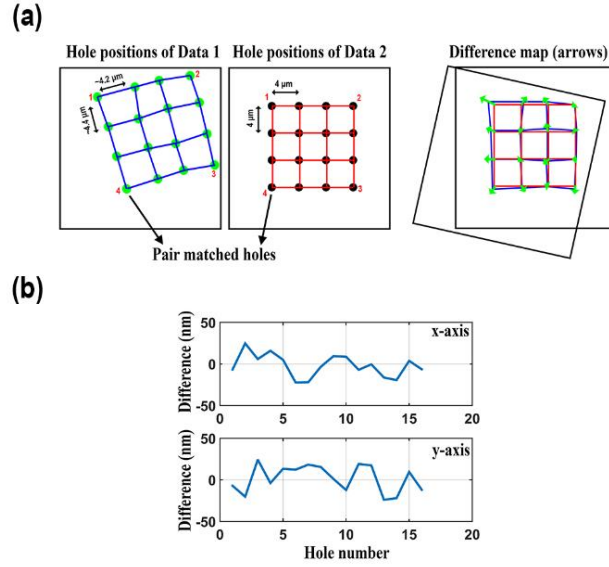 (a)
Hole positions of Data 1
Hole positions of Data 2
Difference map (arrows)
~4.2 µm
~4.4 µm
1
2
3
4
4 µm
4 µm
1
2
3
4
Pair matched holes
(b)
50
0
-50
0
5
10
15
20
Difference (nm)
x-axis
50
0
-50
0
5
10
15
20
Difference (nm)
y-axis
Hole number